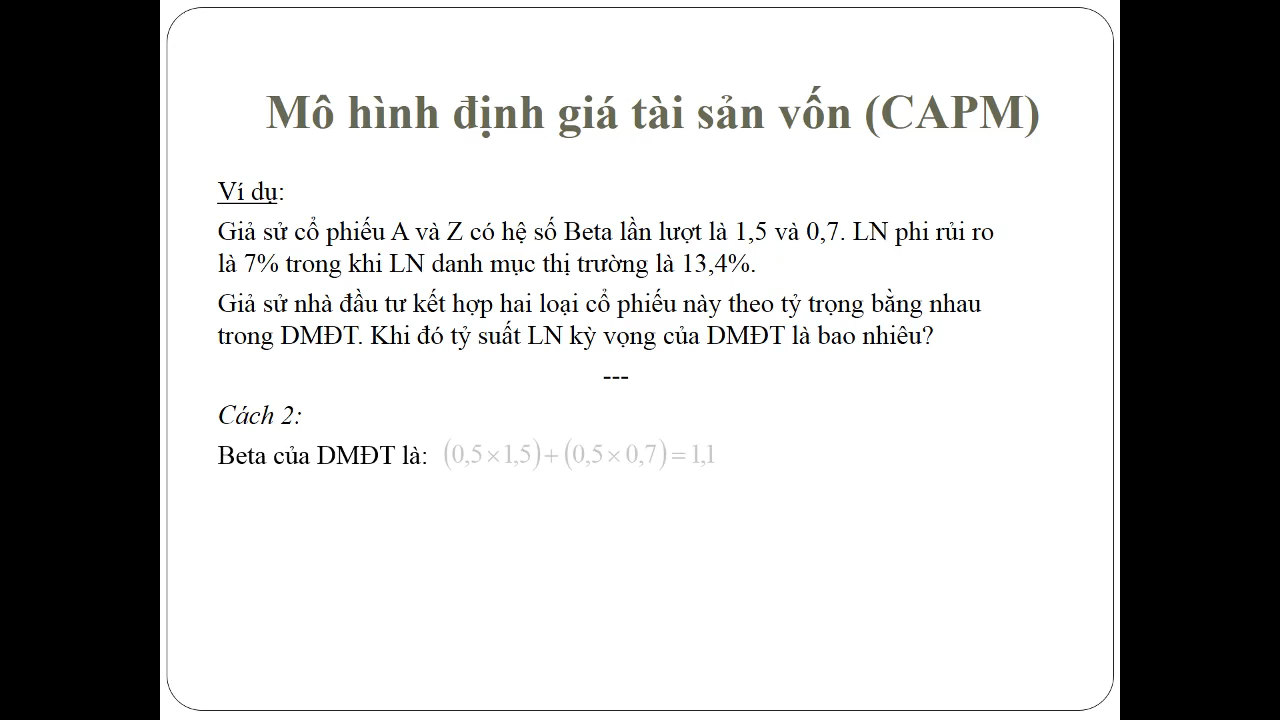 Mô hình định giá tài sản vốn (CAPM)
Ví dụ:
Giả sử cổ phiếu A và Z có hệ số Beta lần lượt là 1,5 và 0,7. LN phi rủi ro
là 7% trong khi LN danh mục thị trường là 13,4%.
Giả sử nhà đầu tư kết hợp hai loại cổ phiếu này theo tỷ trọng bằng nhau
trong DMĐT. Khi đó tỷ suất LN kỳ vọng của DMĐT là bao nhiêu?
---
Cách 2:
Beta của DMĐT là: (0,5×1,5)+(0,5×0,7)=1,1